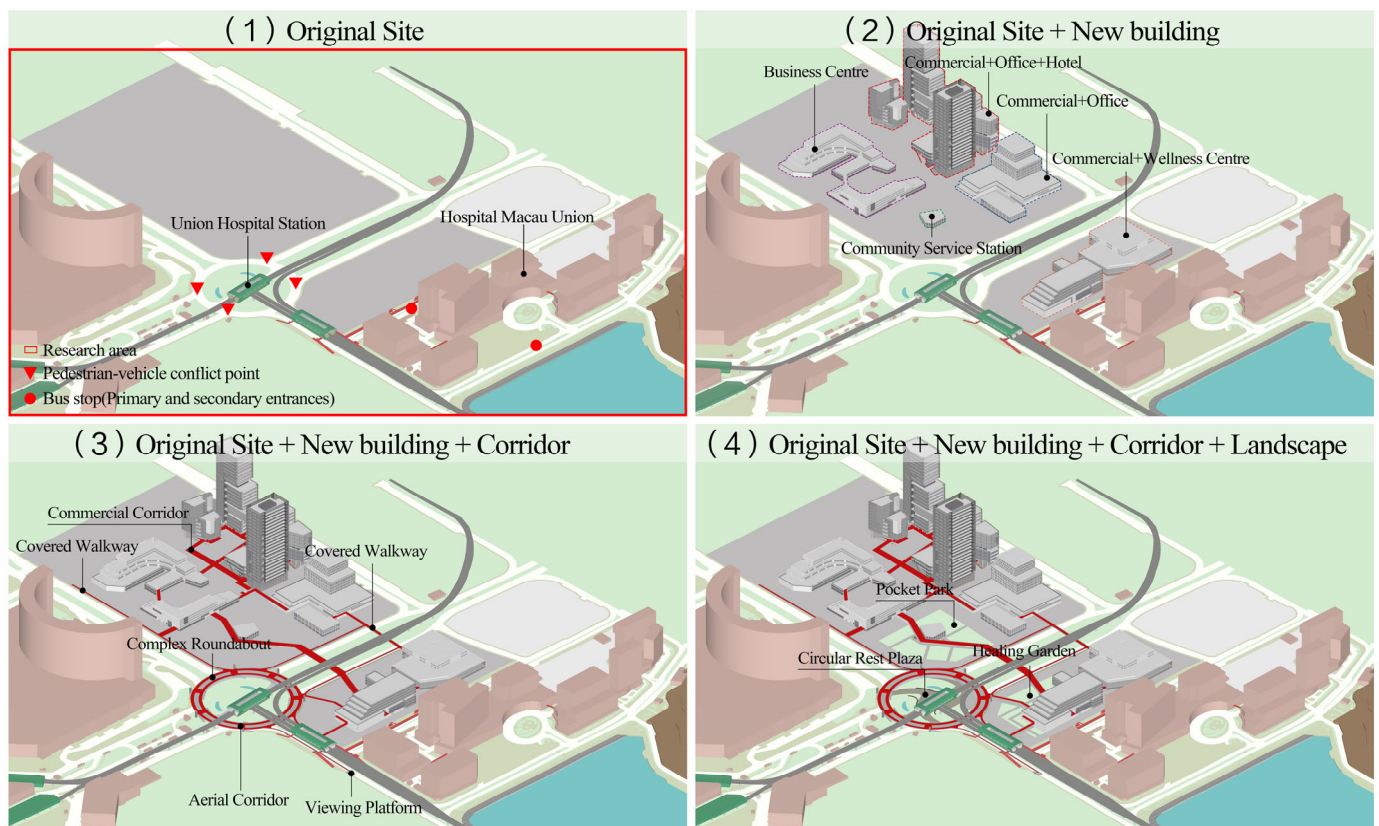 （1）Original Site
Union Hospital Station
Hospital Macau Union
Research area
Pedestrian-vehicle conflict point
Bus stop(Primary and secondary entrances)
（2）Original Site + New building
Business Centre
Commercial+Office+Hotel
Commercial+Office
Commercial+Wellness Centre
Community Service Station
（3）Original Site + New building + Corridor
Commercial Corridor
Covered Walkway
Covered Walkway
Complex Roundabout
Aerial Corridor
Viewing Platform
（4）Original Site + New building + Corridor + Landscape
Pocket Park
Circular Rest Plaza
Healing Garden